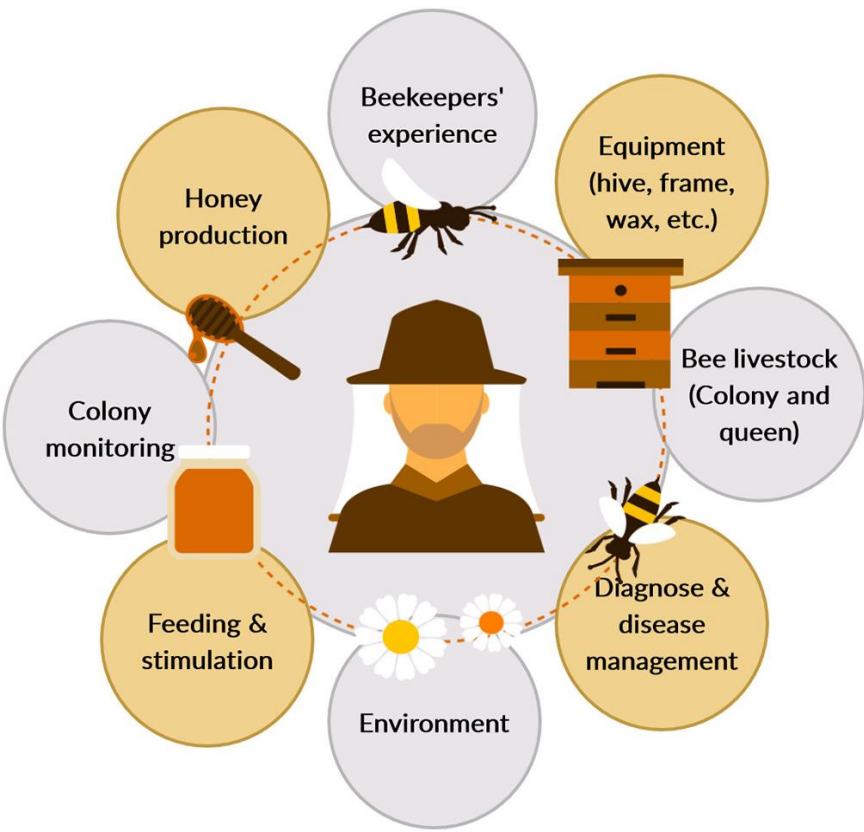 Beekeepers'
experience
Equipment
(hive, frame,
wax, etc.)
Bee livestock
(Colony and
queen)
Diagnose &
disease
management
Environment
Feeding &
stimulation
Colony
monitoring
Honey
production